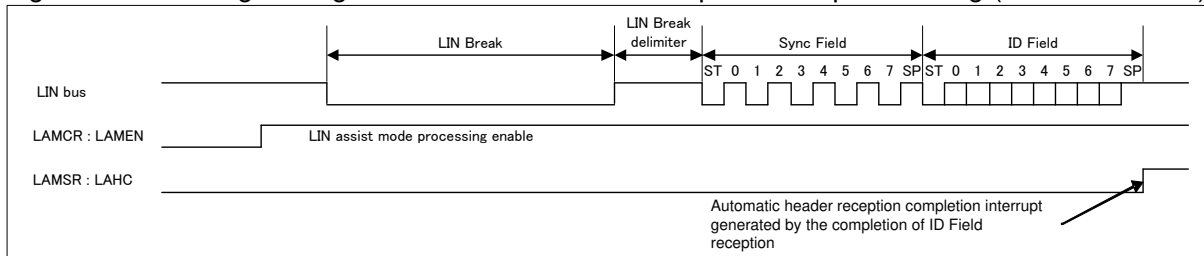 LIN Break
LIN Break
delimiter
Sync Field
ID Field
ST 0 1 2 3 4 5 6 7 SP ST 0 1 2 3 4 5 6 7 SP
LIN bus
LAMCR : LAMEN
LIN assist mode processing enable
LAMSR : LAHC
Automatic header reception completion interrupt
generated by the completion of ID Field
reception